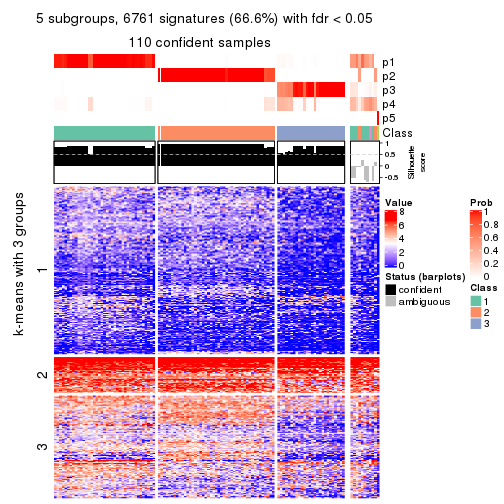 5 subgroups, 6761 signatures (66.6%) with fdr < 0.05
110 confident samples
p1
p2
p3
p4
p5
Class
1
0.5
0
-0.5
Silhouette
score
k-means with 3 groups
1
2
3
Value
8
6
4
2
0
Status (barplots)
confident
ambiguous
Prob
1
0.8
0.6
0.4
0.2
0
Class
1
2
3